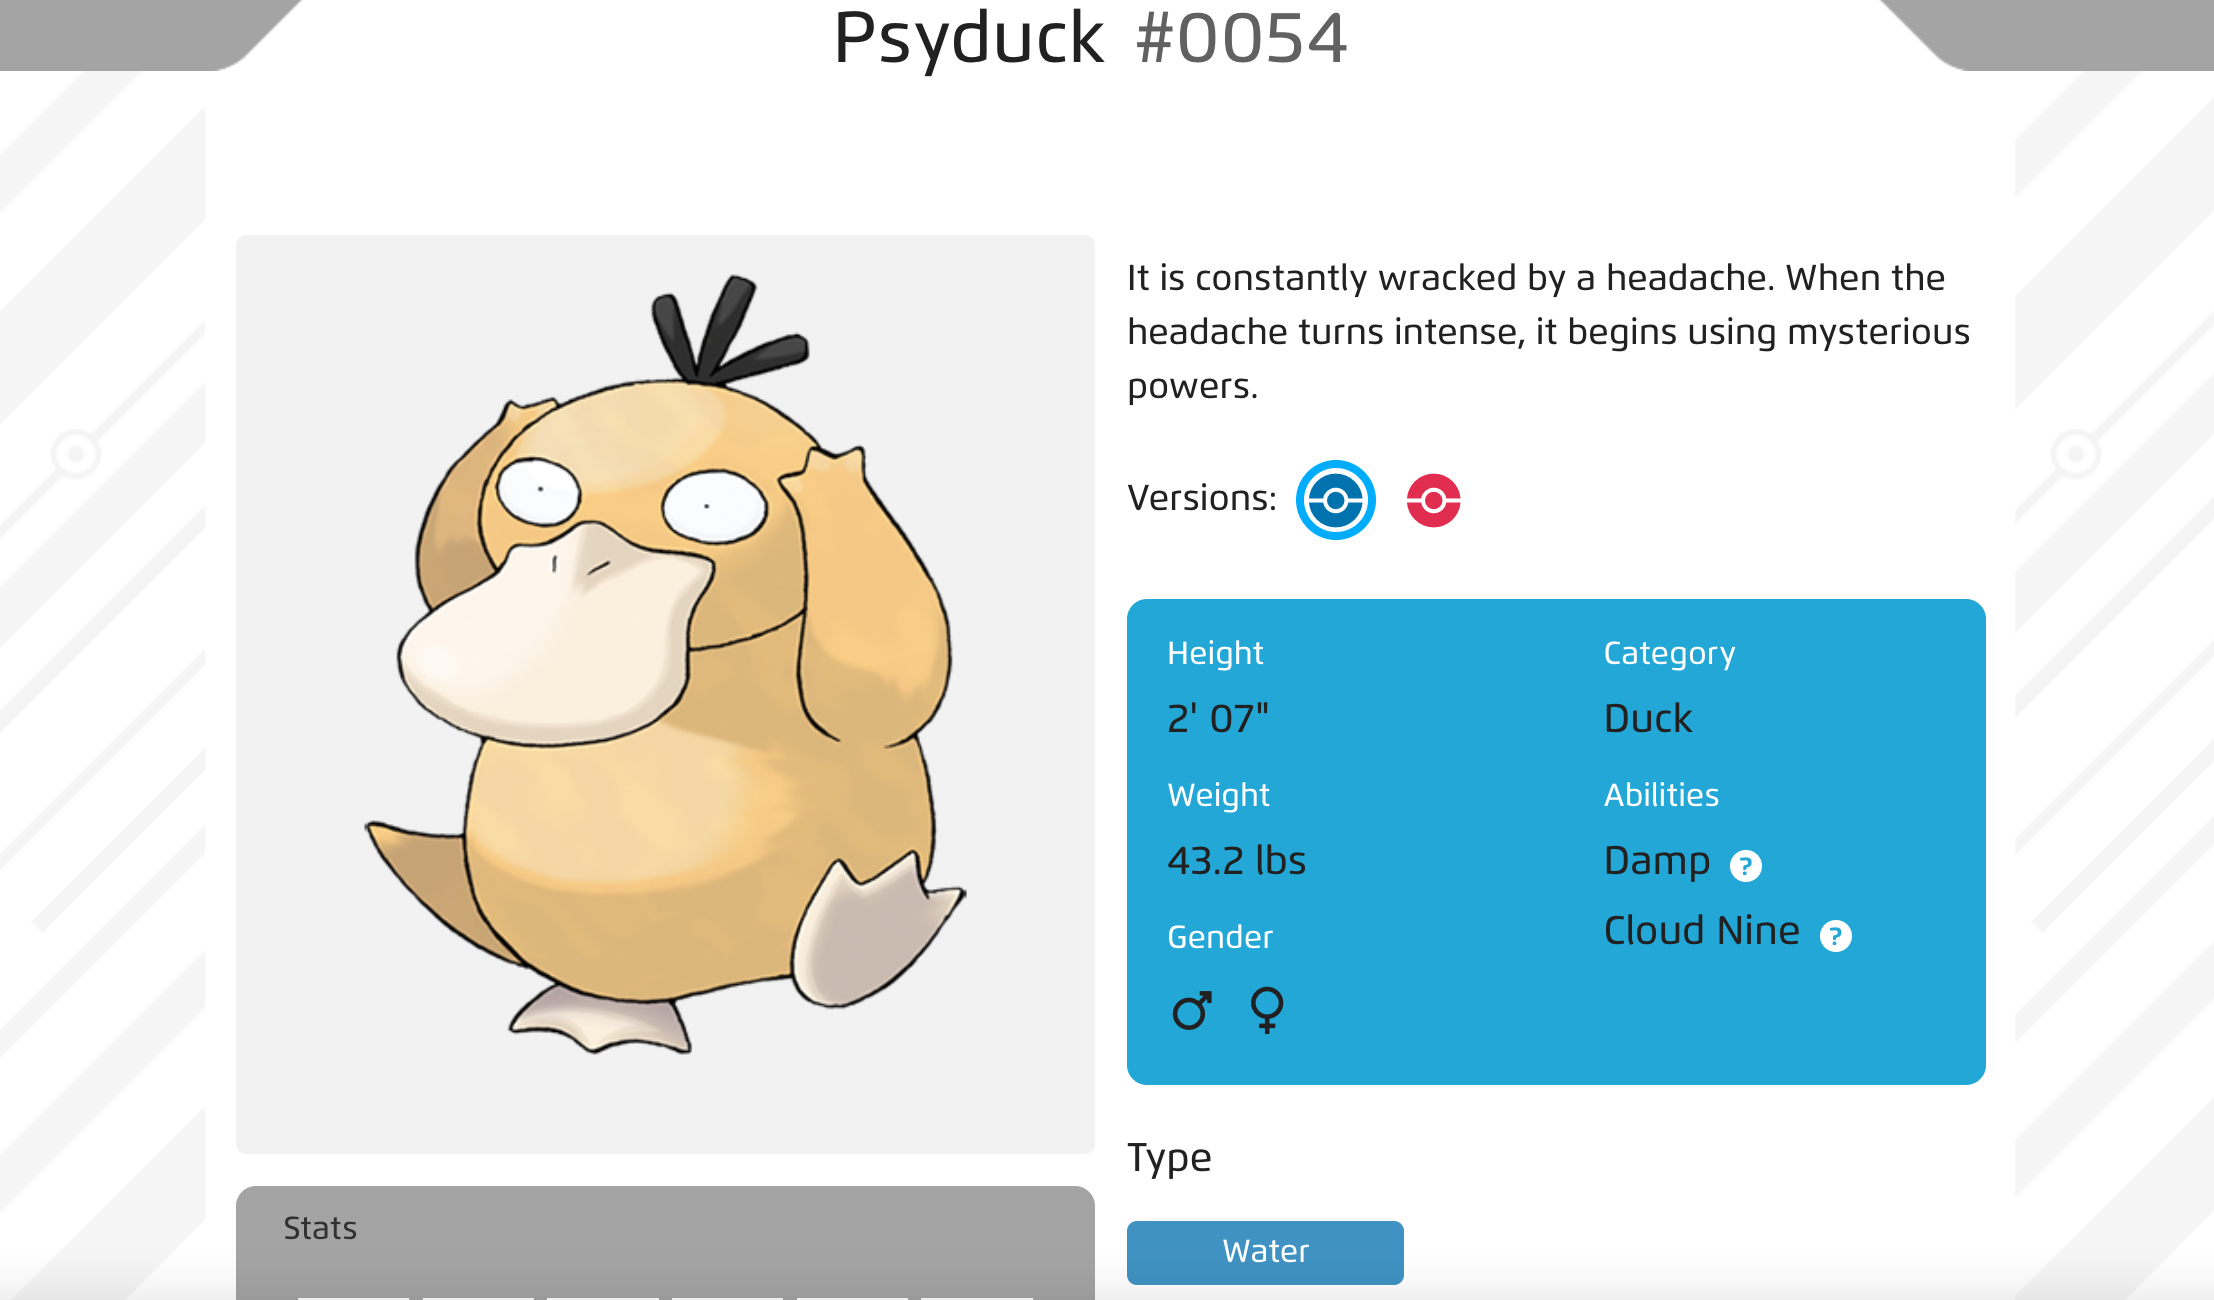 Psyduck #0054
It is constantly wracked by a headache. When the
headache turns intense, it begins using mysterious
powers.
Versions:
Height
2' 07"
Weight
43.2 lbs
Gender
Category
Duck
Abilities
Damp ?
Cloud Nine ?
Type
Water
Stats